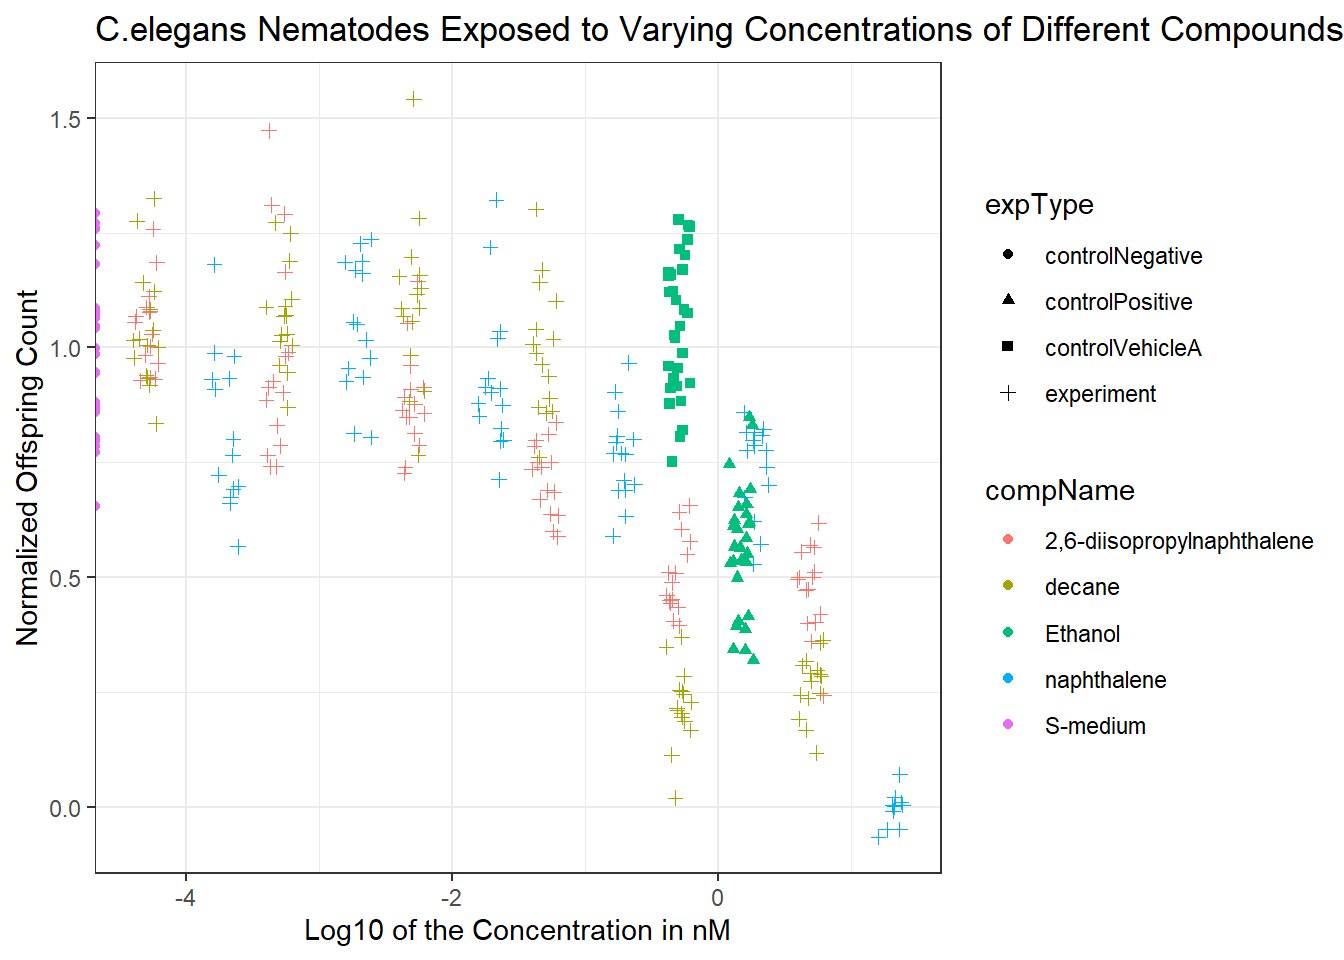 C.elegans Nematodes Exposed to Varying Concentrations of Different Compounds
1.5
1.0
0.5
0.0
Normalized Offspring Count
-4
-2
0
Log10 of the Concentration in nM
expType
controlNegative
controlPositive
controlVehicleA
experiment
compName
2,6-diisopropylnaphthalene
decane
Ethanol
naphthalene
S-medium